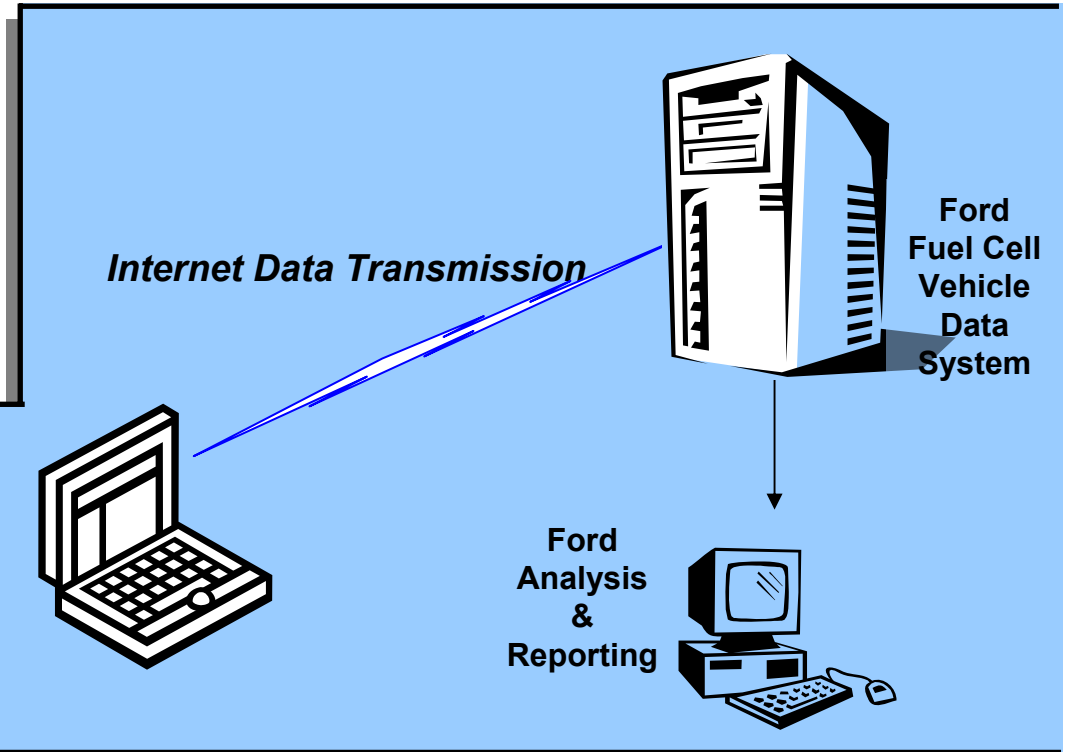 Internet Data Transmission
Ford
Fuel Cell
Vehicle
Data
System
Ford
Analysis
&
Reporting